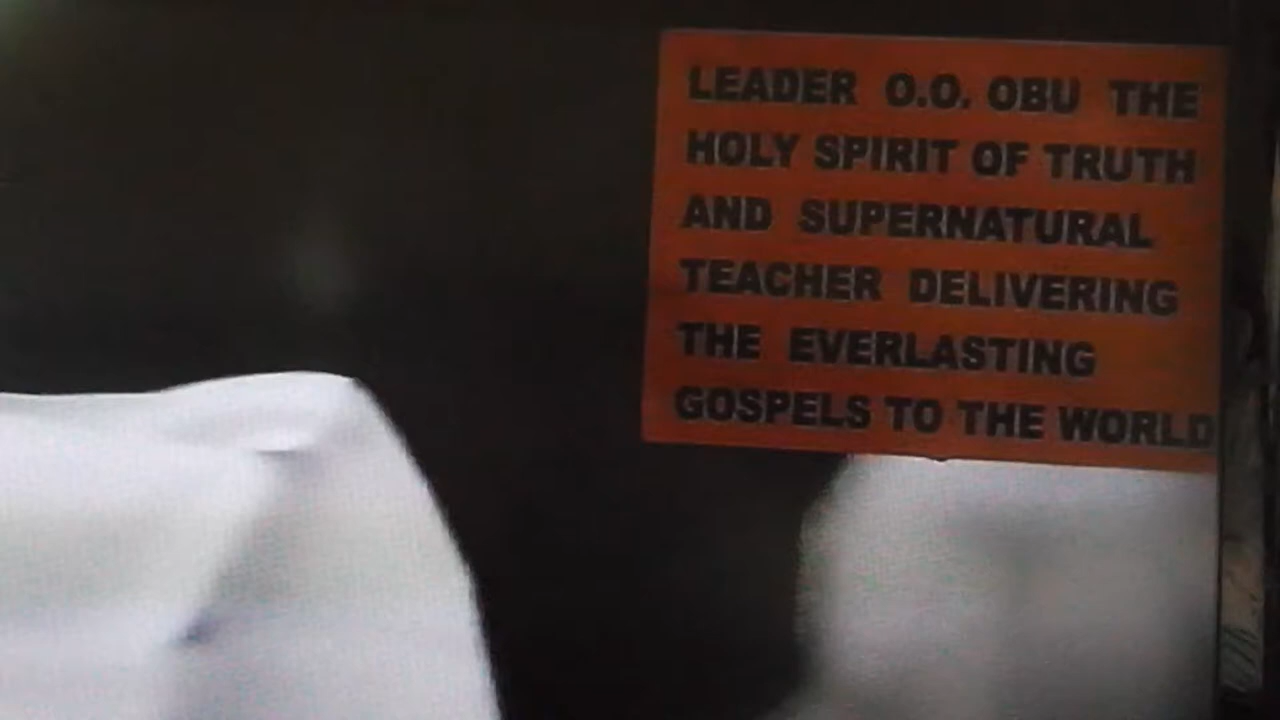 LEADER O.O. OBU THE
HOLY SPIRIT OF TRUTH
AND SUPERNATURAL
TEACHER DELIVERING
THE EVERLASTING
GOSPELS TO THE WORLD